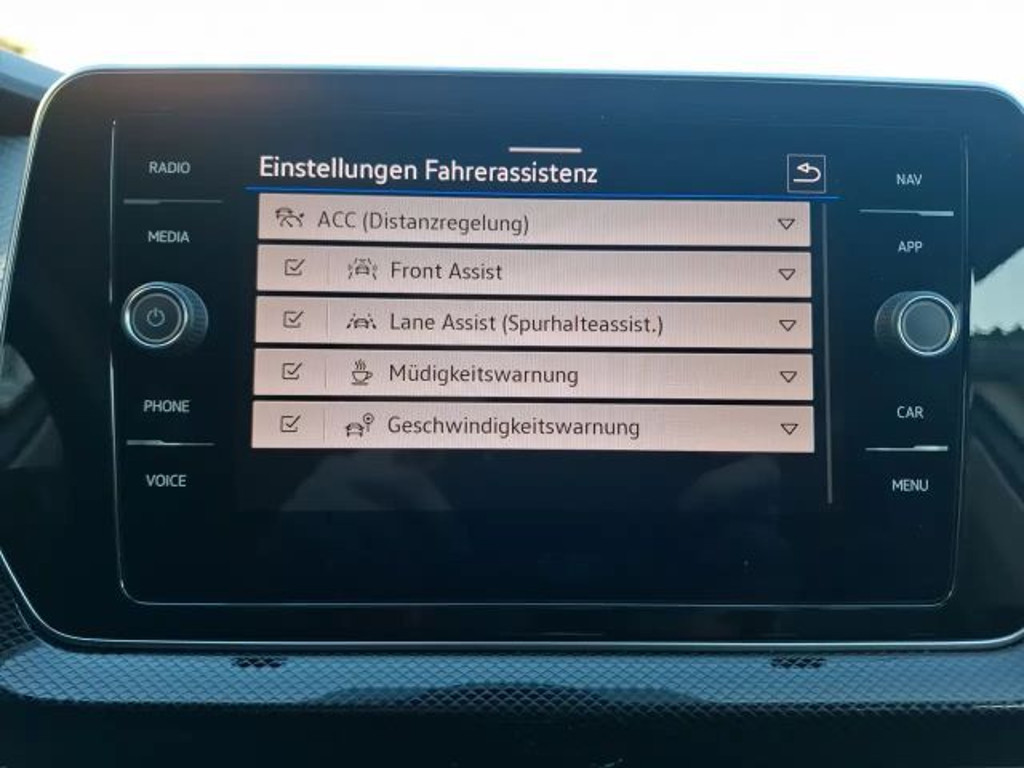 RADIO
MEDIA
PHONE
VOICE
Einstellungen Fahrerassistenz
ACC (Distanzregelung)
Front Assist
Lane Assist (Spurhalteassist.)
Müdigkeitswarnung
Geschwindigkeitswarnung
NAV
APP
CAR
MENU